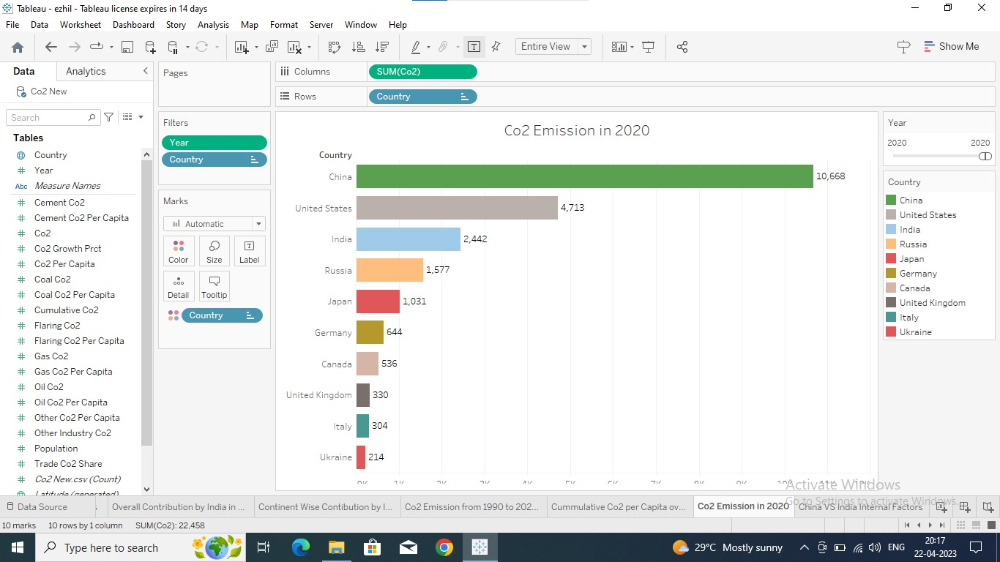 Tableau - ezhil - Tableau license expires in 14 days
File Data Worksheet Dashboard Story Analysis Map Format Server Window Help
Entire View
Show Me
Data Analytics
Co2 New
Search
Tables
Country
Year
Abc Measure Names
Cement Co2
Cement Co2 Per Capita
Co2
Co2 Growth Prct
Co2 Per Capita
Coal Co2
Coal Co2 Per Capita
Cumulative Co2
Flaring Co2
Flaring Co2 Per Capita
Gas Co2
Gas Co2 Per Capita
Oil Co2
Oil Co2 Per Capita
Other Co2 Per Capita
Other Industry Co2
Population
Trade Co2 Share
Co2 New.csv (Count)
Latitude (generated)
Pages
Filters
Year
Country
Marks
Automatic
Color Size Label
Detail Tooltip
Country
Columns SUM(Co2)
Rows Country
Co2 Emission in 2020
Country
China 10,668
United States 4,713
India 2,442
Russia 1,577
Japan 1,031
Germany 644
Canada 536
United Kingdom 330
Italy 304
Ukraine 214
0K 1K 2K 3K 4K 5K 6K 7K 8K 9K 10K 11K 12K
Year
2020 2020
Country
China
United States
India
Russia
Japan
Germany
Canada
United Kingdom
Italy
Ukraine
Activate Windows
Go to Settings to activate Windows.
Data Source Overall Contribution by India in ... Continent Wise Contibution by I... Co2 Emission from 1990 to 202... Cummulative Co2 per Capita ov... Co2 Emission in 2020 China VS India Internal Factors
10 marks 10 rows by 1 column SUM(Co2): 22,458
Type here to search
29°C Mostly sunny
ENG
20:17
22-04-2023